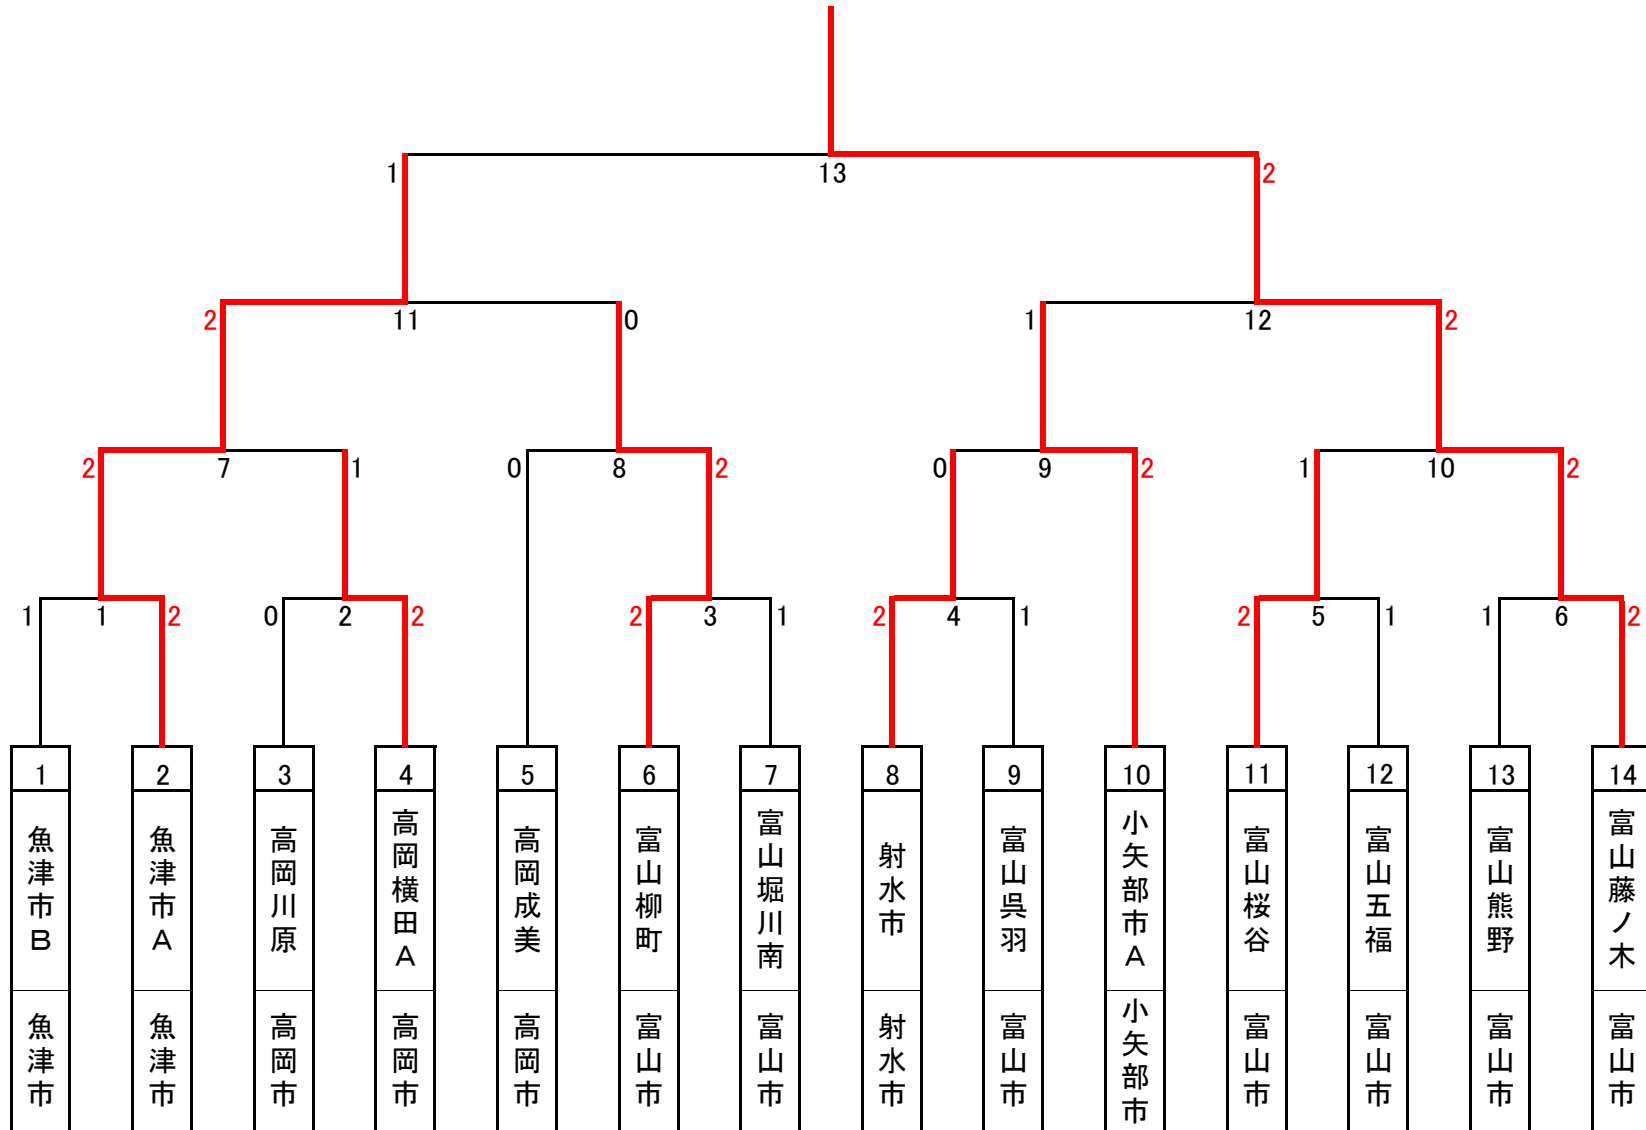 1 13 2
2 11 0 1 12 2
2 7 1 0 8 2 0 9 2 1 10 2
1 1 2 0 2 2 2 3 1 2 4 1 2 5 1 1 6 2
1 2 3 4 5 6 7 8 9 10 11 12 13 14
魚津市B
魚津市A
高岡川原
高岡横田A
高岡成美
富山柳町
富山堀川南
射水市
富山呉羽
小矢部市A
富山桜谷
富山五福
富山熊野
富山藤ノ木
魚津市
魚津市
高岡市
高岡市
高岡市
富山市
富山市
射水市
富山市
小矢部市
富山市
富山市
富山市
富山市